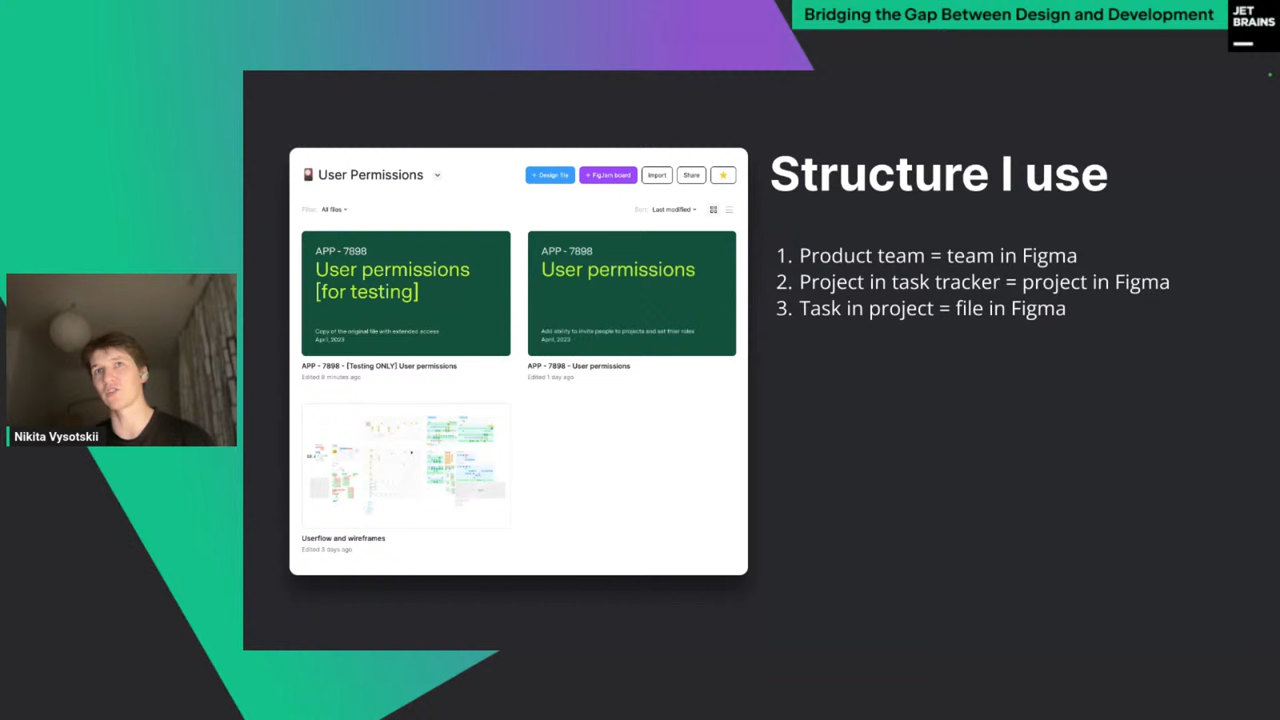 Bridging the Gap Between Design and Development
JET
BRAINS
User Permissions
+ Design file
+ FigJam board
Import
Share
Filter: All files
Sort: Last modified
APP - 7898
User permissions
[for testing]
Copy of the original file with extended access
April, 2023
APP - 7898 - [Testing ONLY] User permissions
Edited 8 minutes ago
APP - 7898
User permissions
Add ability to invite people to projects and set thier roles
April, 2023
APP - 7898 - User permissions
Edited 1 day ago
Userflow and wireframes
Edited 3 days ago
Structure I use
1. Product team = team in Figma
2. Project in task tracker = project in Figma
3. Task in project = file in Figma
Nikita Vysotskii